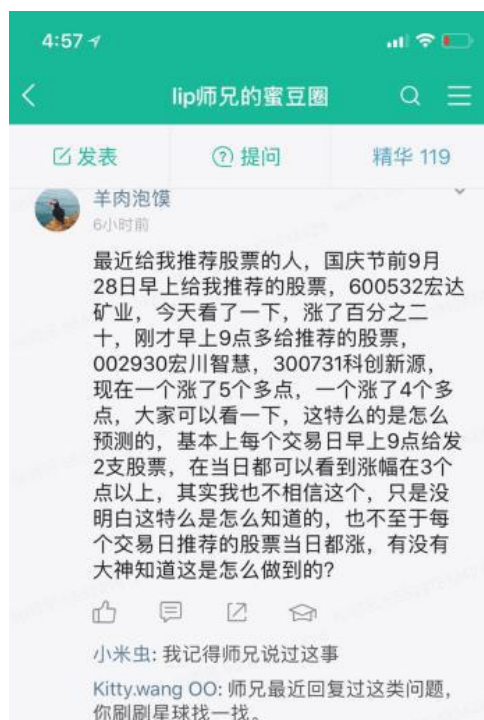 4:57
lip师兄的蜜豆圈
发表 提问 精华 119
羊肉泡馍
6小时前
最近给我推荐股票的人，国庆节前9月
28日早上给我推荐的股票，600532宏达
矿业，今天看了一下，涨了百分之二
十，刚才早上9点多给推荐的股票，
002930宏川智慧，300731科创新源，
现在一个涨了5个多点，一个涨了4个多
点，大家可以看一下，这特么的是怎么
预测的，基本上每个交易日早上9点给发
2支股票，在当日都可以看到涨幅在3个
点以上，其实我也不相信这个，只是没
明白这特么是怎么知道的，也不至于每
个交易日推荐的股票当日都涨，有没有
大神知道这是怎么做到的?
小米虫: 我记得师兄说过这事
Kitty.wang OO: 师兄最近回复过这类问题，
你刷刷星球找一找。